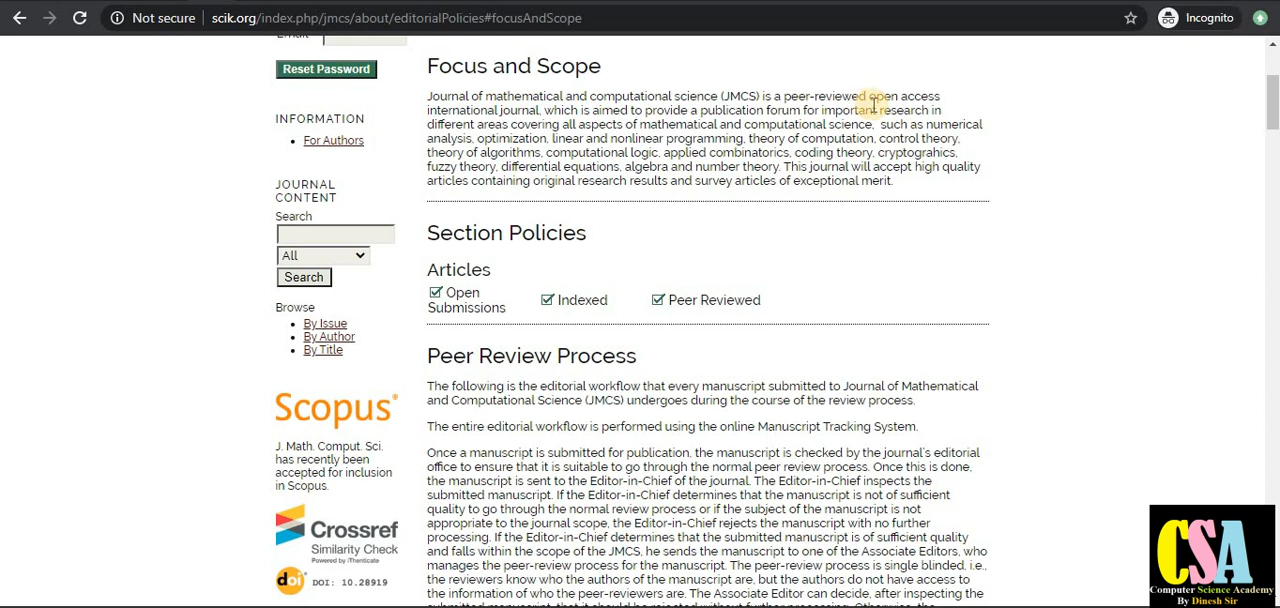 Not secure
scik.org/index.php/jmcs/about/editorialPolicies#focusAndScope
Incognito
Reset Password
INFORMATION
For Authors
JOURNAL
CONTENT
Search
All
Search
Browse
By Issue
By Author
By Title
Scopus®
J. Math. Comput. Sci.
has recently been
accepted for inclusion
in Scopus.
Crossref
Similarity Check
Powered by iThenticate
doi
DOI: 10.28919
Focus and Scope
Journal of mathematical and computational science (JMCS) is a peer-reviewed open access
international journal, which is aimed to provide a publication forum for important research in
different areas covering all aspects of mathematical and computational science, such as numerical
analysis, optimization, linear and nonlinear programming, theory of computation, control theory,
theory of algorithms, computational logic, applied combinatorics, coding theory, cryptograhics,
fuzzy theory, differential equations, algebra and number theory. This journal will accept high quality
articles containing original research results and survey articles of exceptional merit.
Section Policies
Articles
Open
Submissions
Indexed
Peer Reviewed
Peer Review Process
The following is the editorial workflow that every manuscript submitted to Journal of Mathematical
and Computational Science (JMCS) undergoes during the course of the review process.
The entire editorial workflow is performed using the online Manuscript Tracking System.
Once a manuscript is submitted for publication, the manuscript is checked by the journal's editorial
office to ensure that it is suitable to go through the normal peer review process. Once this is done,
the manuscript is sent to the Editor-in-Chief of the journal. The Editor-in-Chief inspects the
submitted manuscript. If the Editor-in-Chief determines that the manuscript is not of sufficient
quality to go through the normal review process or if the subject of the manuscript is not
appropriate to the journal scope, the Editor-in-Chief rejects the manuscript with no further
processing. If the Editor-in-Chief determines that the submitted manuscript is of sufficient quality
and falls within the scope of the JMCS, he sends the manuscript to one of the Associate Editors, who
manages the peer-review process for the manuscript. The peer-review process is single blinded, i.e.,
the reviewers know who the authors of the manuscript are, but the authors do not have access to
the information of who the peer-reviewers are. The Associate Editor can decide, after inspecting the
CSA
Computer Science Academy
By Dinesh Sir